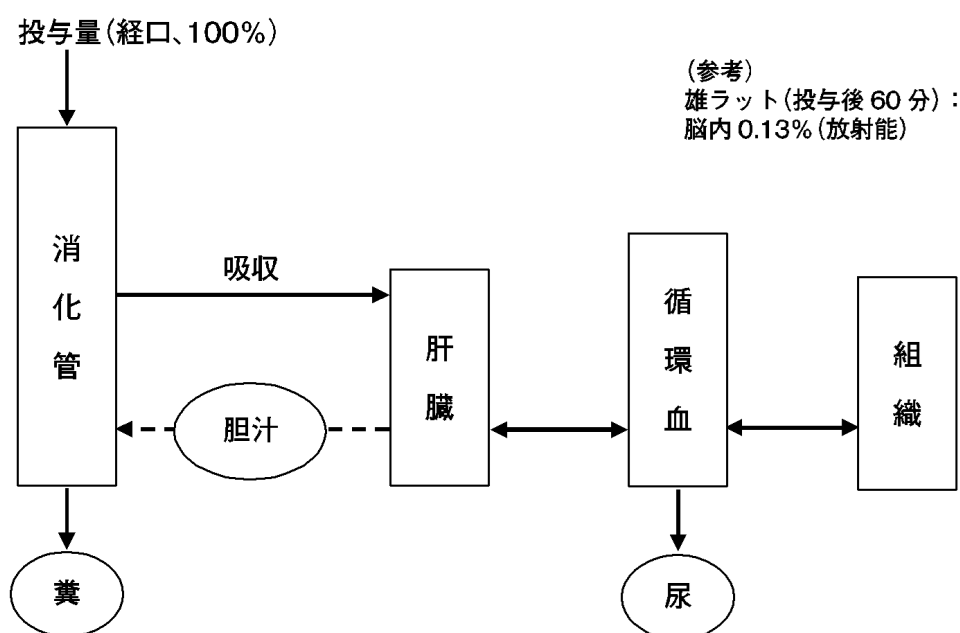 投与量(経口、100%)
(参考)
雄ラット(投与後 60 分):
脳内 0.13%(放射能)
消化管
吸収
肝臓
胆汁
循環血
組織
糞
尿